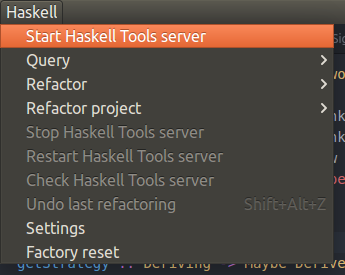 Haskell
Start Haskell Tools server
Query
Refactor
Refactor project
Stop Haskell Tools server
Restart Haskell Tools server
Check Haskell Tools server
Undo last refactoring Shift+Alt+Z
Settings
Factory reset